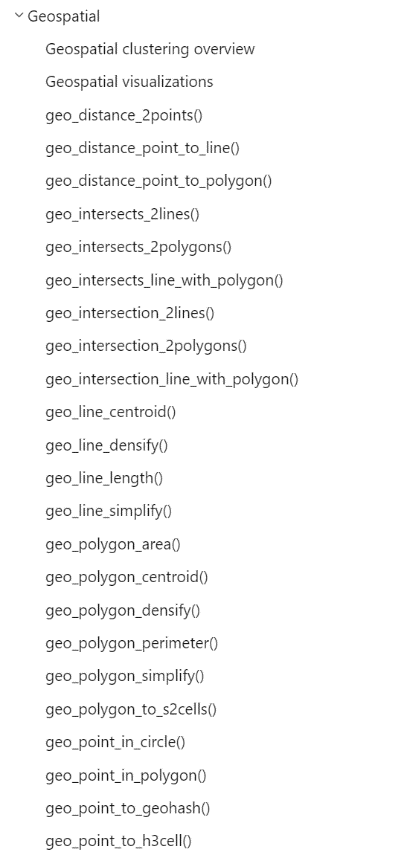 Geospatial
Geospatial clustering overview
Geospatial visualizations
geo_distance_2points()
geo_distance_point_to_line()
geo_distance_point_to_polygon()
geo_intersects_2lines()
geo_intersects_2polygons()
geo_intersects_line_with_polygon()
geo_intersection_2lines()
geo_intersection_2polygons()
geo_intersection_line_with_polygon()
geo_line_centroid()
geo_line_densify()
geo_line_length()
geo_line_simplify()
geo_polygon_area()
geo_polygon_centroid()
geo_polygon_densify()
geo_polygon_perimeter()
geo_polygon_simplify()
geo_polygon_to_s2cells()
geo_point_in_circle()
geo_point_in_polygon()
geo_point_to_geohash()
geo_point_to_h3cell()